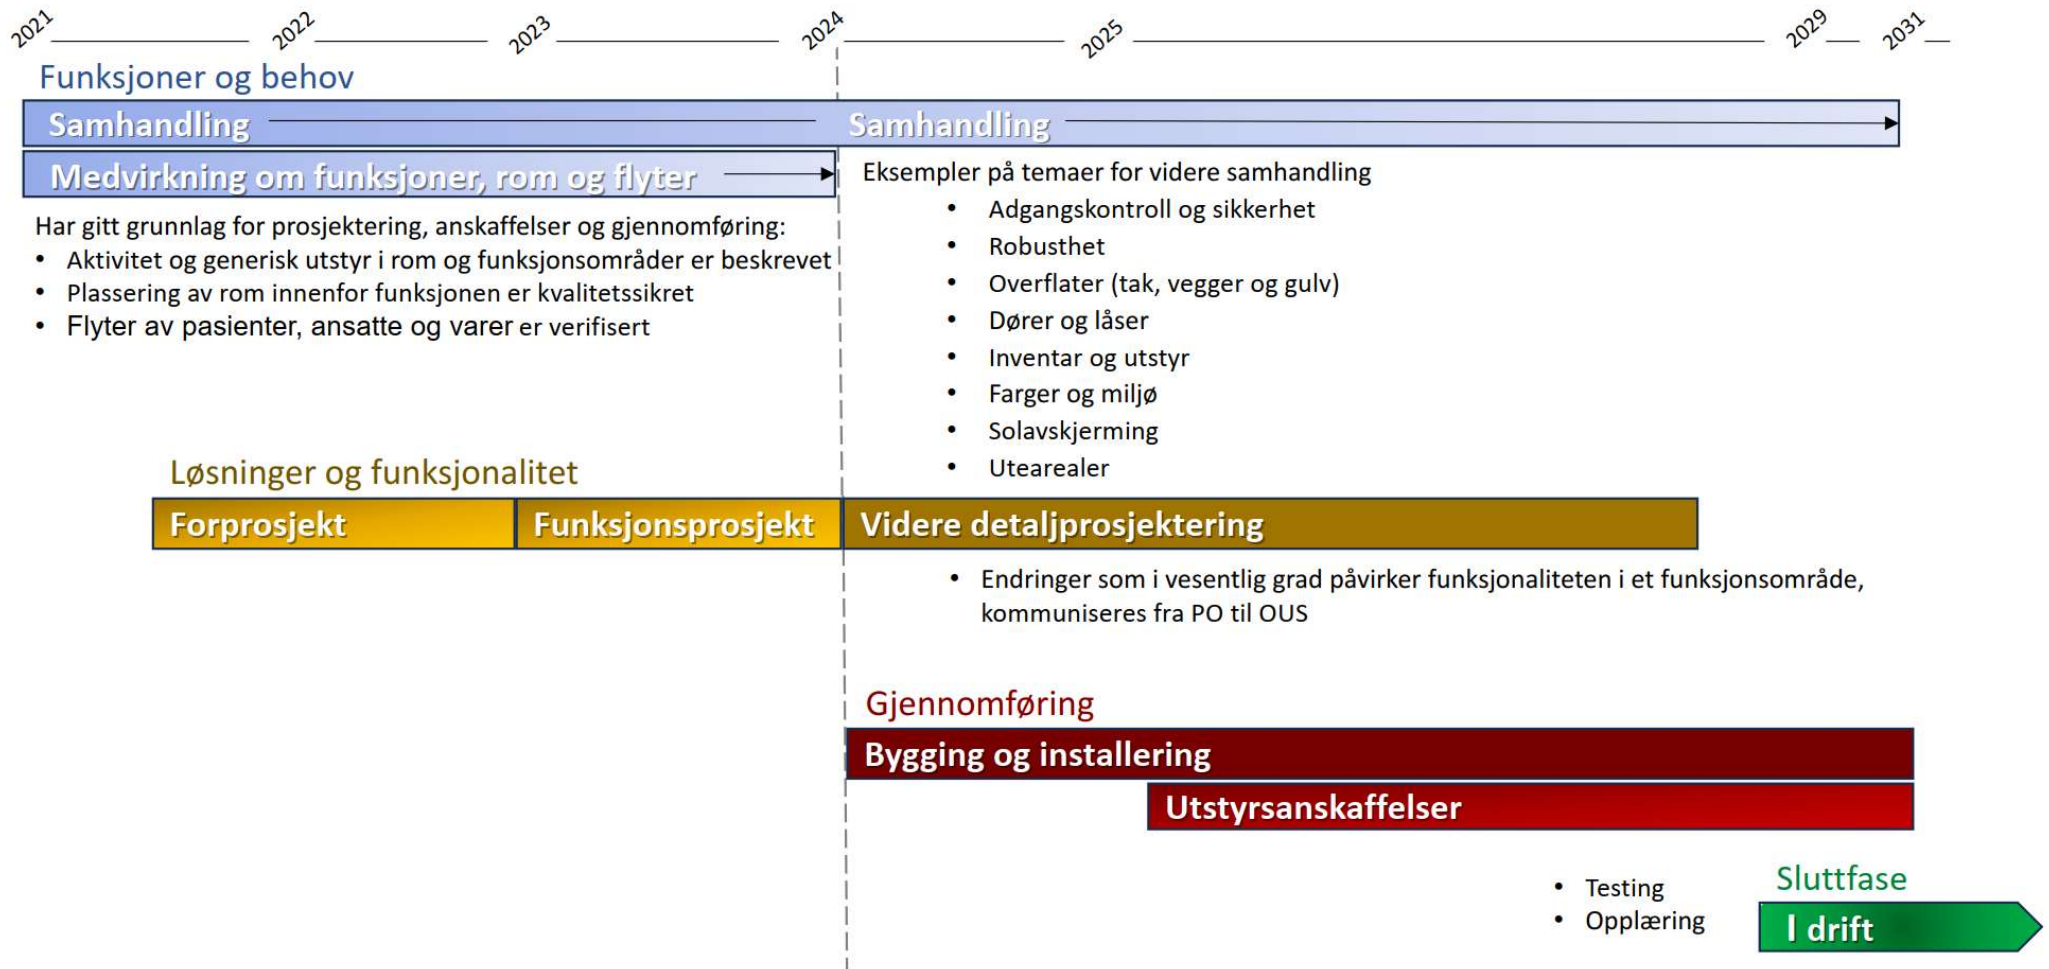 2021 2022 2023 2024 2025 2029 2031
Funksjoner og behov
Samhandling Samhandling
Medvirkning om funksjoner, rom og flyter
Har gitt grunnlag for prosjektering, anskaffelser og gjennomføring:
• Aktivitet og generisk utstyr i rom og funksjonsområder er beskrevet
• Plassering av rom innenfor funksjonen er kvalitetssikret
• Flyter av pasienter, ansatte og varer er verifisert
Eksempler på temaer for videre samhandling
• Adgangskontroll og sikkerhet
• Robusthet
• Overflater (tak, vegger og gulv)
• Dører og låser
• Inventar og utstyr
• Farger og miljø
• Solavskjerming
• Utearealer
Løsninger og funksjonalitet
Forprosjekt Funksjonsprosjekt Videre detaljprosjektering
• Endringer som i vesentlig grad påvirker funksjonaliteten i et funksjonsområde,
kommuniseres fra PO til OUS
Gjennomføring
Bygging og installering
Utstyrsanskaffelser
• Testing
• Opplæring
Sluttfase
I drift